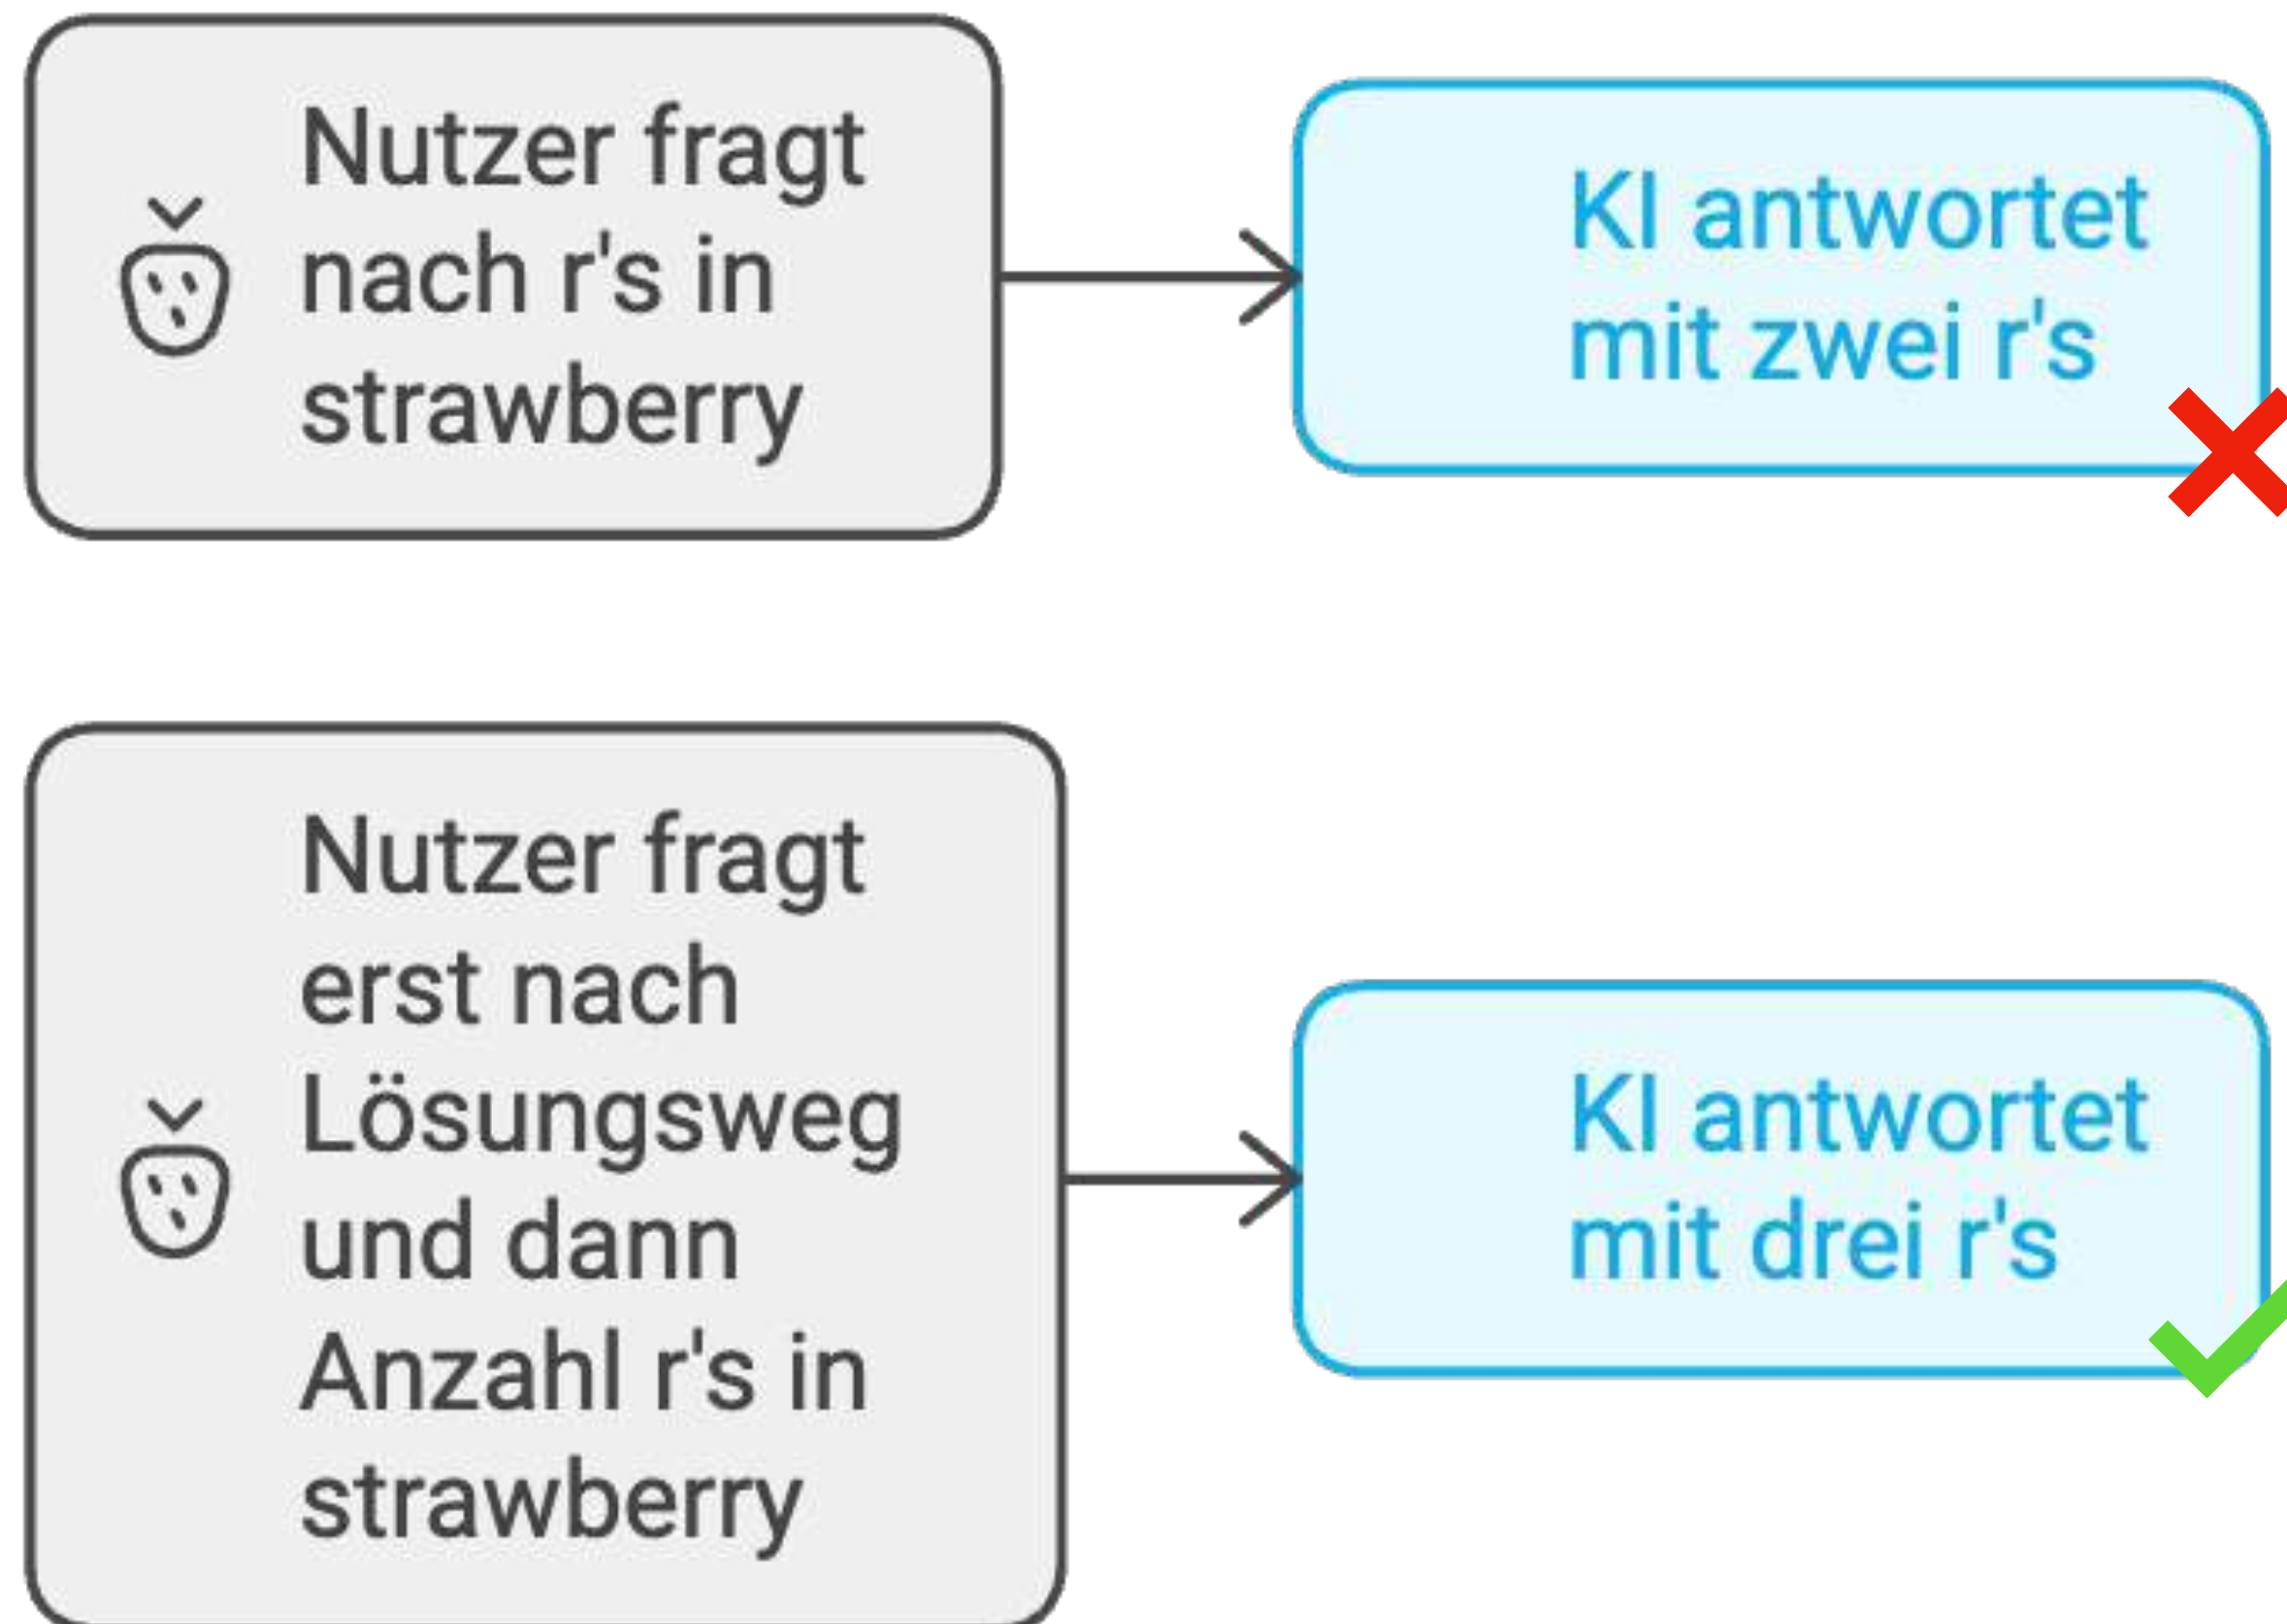 Nutzer fragt
nach r's in
strawberry
KI antwortet
mit zwei r's
Nutzer fragt
erst nach
Lösungsweg
und dann
Anzahl r's in
strawberry
KI antwortet
mit drei r's